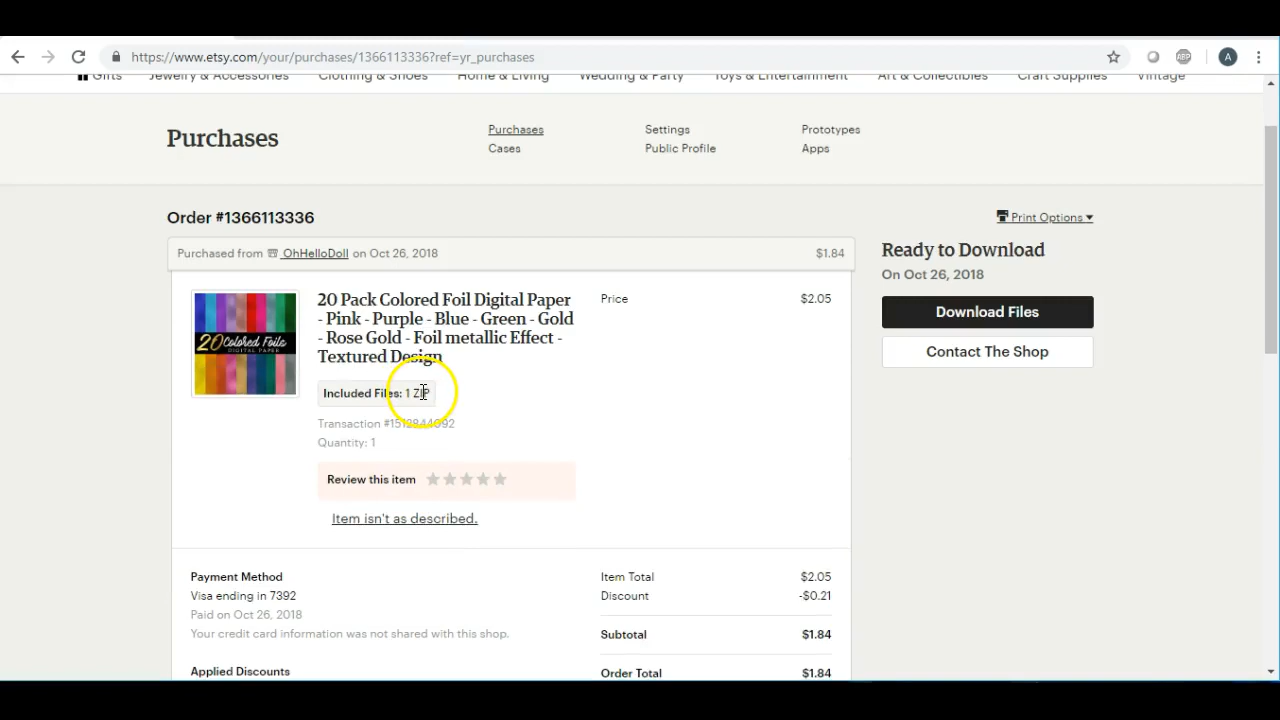 https://www.etsy.com/your/purchases/1366113336?ref=yr_purchases
A
Gifts Jewelry & Accessories Clothing & Shoes Home & Living Wedding & Party Toys & Entertainment Art & Collectibles Craft Supplies Vintage
Purchases
Purchases Settings Prototypes
Cases Public Profile Apps
Order #1366113336
Print Options
Purchased from OhHelloDoll on Oct 26, 2018 $1.84
Ready to Download
On Oct 26, 2018
Download Files
Contact The Shop
20 Colored Foils
DIGITAL PAPER
20 Pack Colored Foil Digital Paper
- Pink - Purple - Blue - Green - Gold
- Rose Gold - Foil metallic Effect -
Textured Design
Price $2.05
Included Files: 1 ZIP
Transaction #1512844092
Quantity: 1
Review this item
Item isn't as described.
Payment Method
Visa ending in 7392
Paid on Oct 26, 2018
Your credit card information was not shared with this shop.
Applied Discounts
Item Total $2.05
Discount -$0.21
Subtotal $1.84
Order Total $1.84